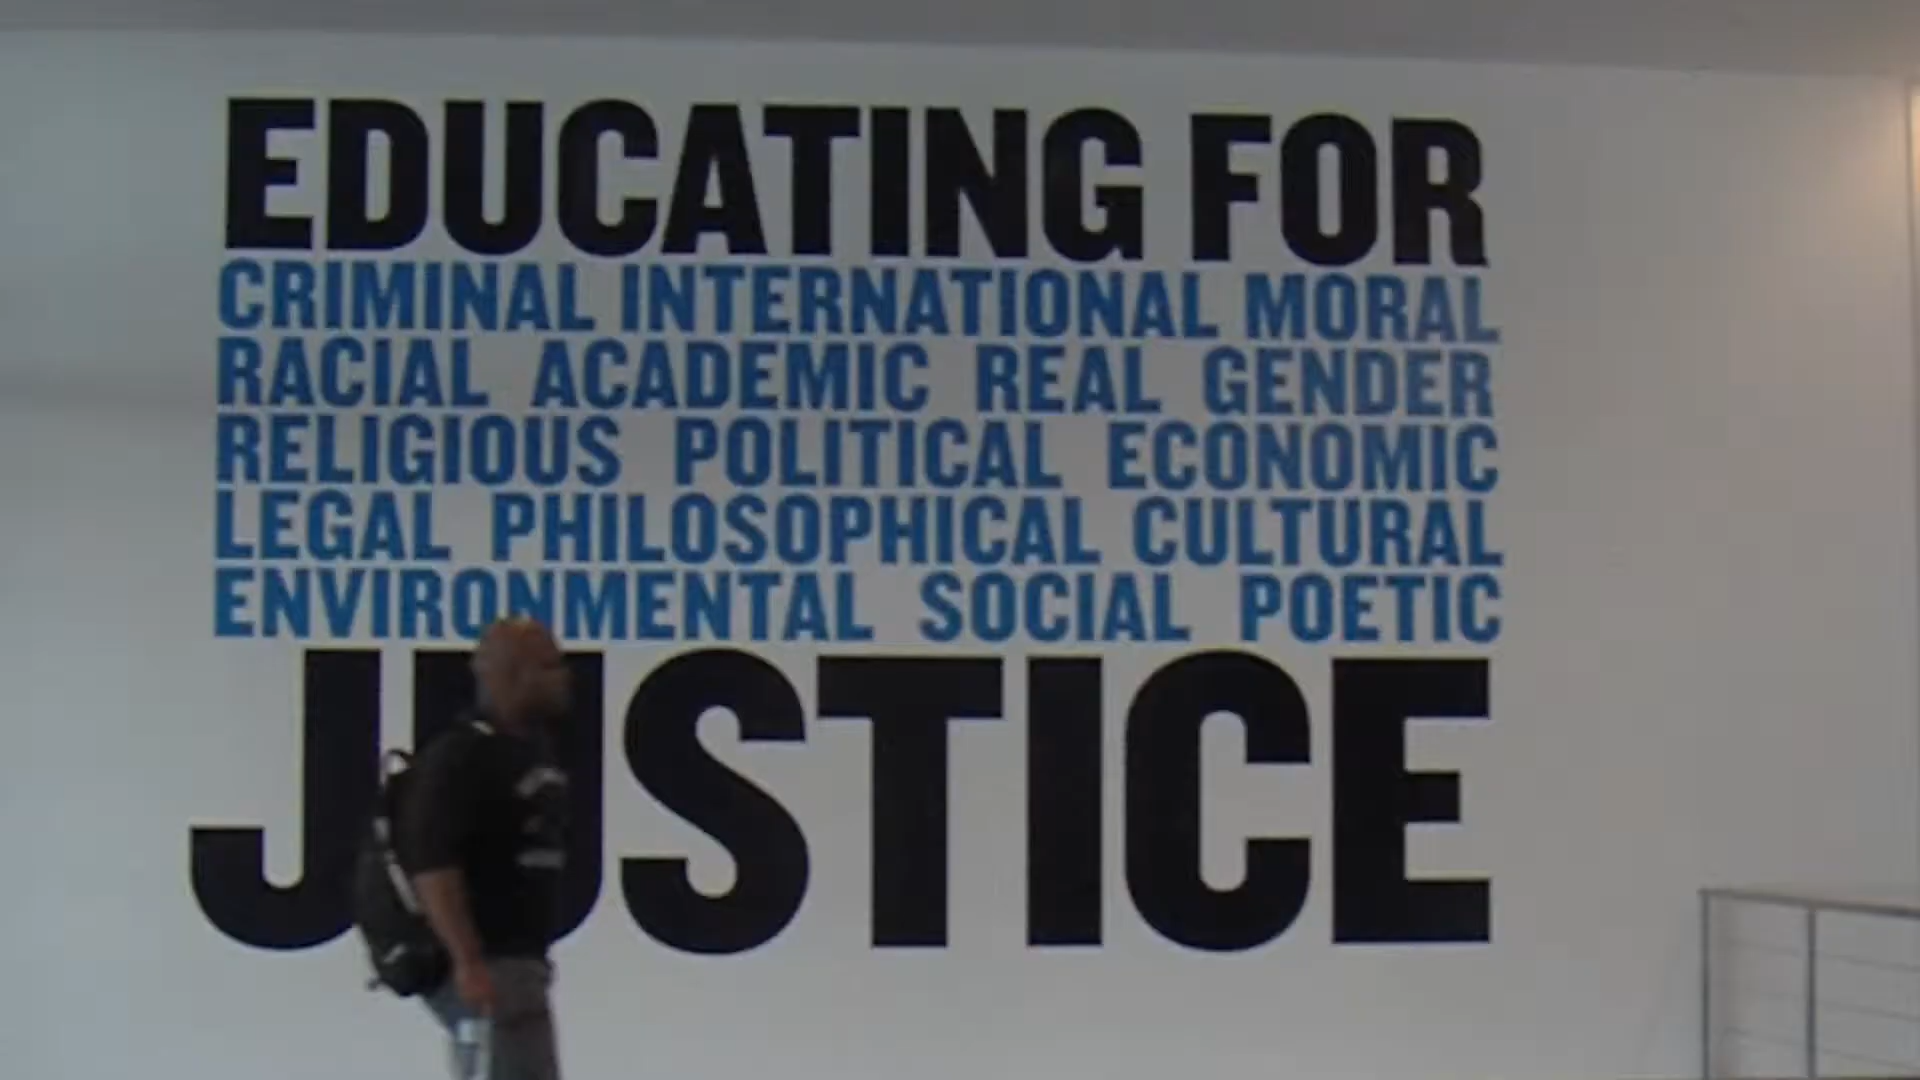 EDUCATING FOR
CRIMINAL INTERNATIONAL MORAL
RACIAL ACADEMIC REAL GENDER
RELIGIOUS POLITICAL ECONOMIC
LEGAL PHILOSOPHICAL CULTURAL
ENVIRONMENTAL SOCIAL POETIC
JUSTICE